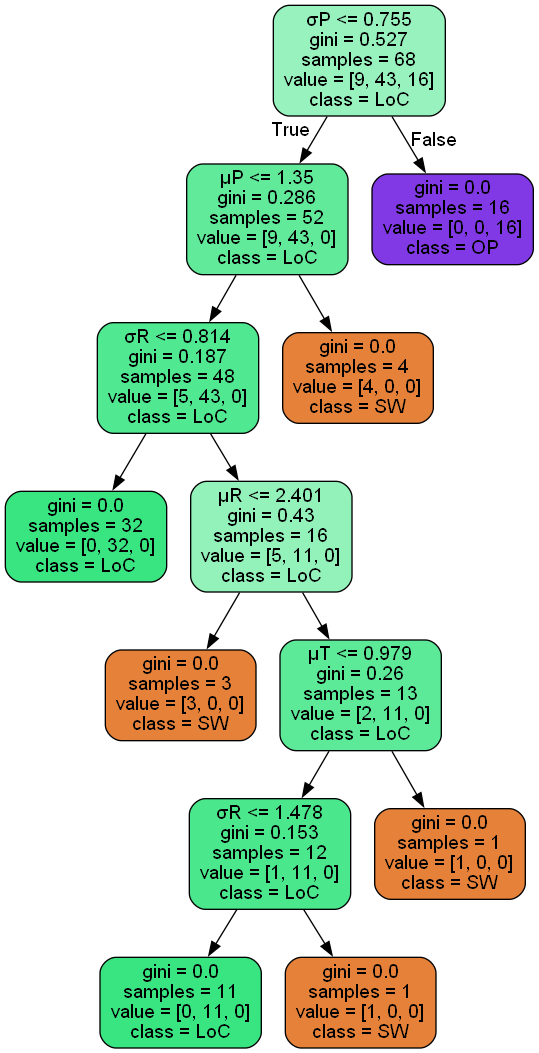 σP <= 0.755
gini = 0.527
samples = 68
value = [9, 43, 16]
class = LoC
True
False
μP <= 1.35
gini = 0.286
samples = 52
value = [9, 43, 0]
class = LoC
gini = 0.0
samples = 16
value = [0, 0, 16]
class = OP
σR <= 0.814
gini = 0.187
samples = 48
value = [5, 43, 0]
class = LoC
gini = 0.0
samples = 4
value = [4, 0, 0]
class = SW
gini = 0.0
samples = 32
value = [0, 32, 0]
class = LoC
μR <= 2.401
gini = 0.43
samples = 16
value = [5, 11, 0]
class = LoC
gini = 0.0
samples = 3
value = [3, 0, 0]
class = SW
μT <= 0.979
gini = 0.26
samples = 13
value = [2, 11, 0]
class = LoC
σR <= 1.478
gini = 0.153
samples = 12
value = [1, 11, 0]
class = LoC
gini = 0.0
samples = 1
value = [1, 0, 0]
class = SW
gini = 0.0
samples = 11
value = [0, 11, 0]
class = LoC
gini = 0.0
samples = 1
value = [1, 0, 0]
class = SW